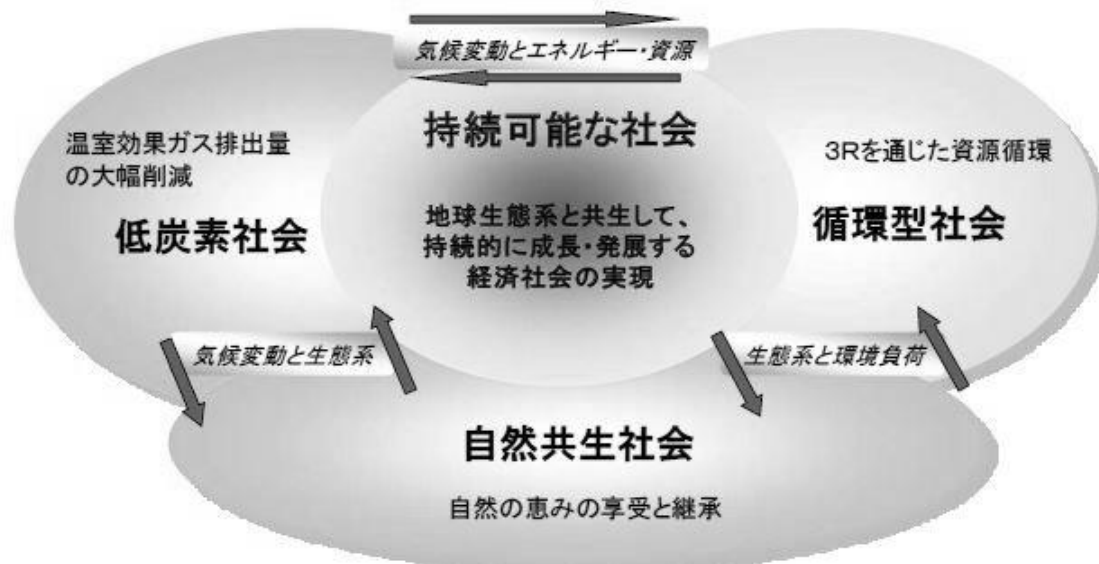 気候変動とエネルギー・資源
持続可能な社会
温室効果ガス排出量
の大幅削減
低炭素社会
地球生態系と共生して、
持続的に成長・発展する
経済社会の実現
3Rを通じた資源循環
循環型社会
気候変動と生態系
生態系と環境負荷
自然共生社会
自然の恵みの享受と継承